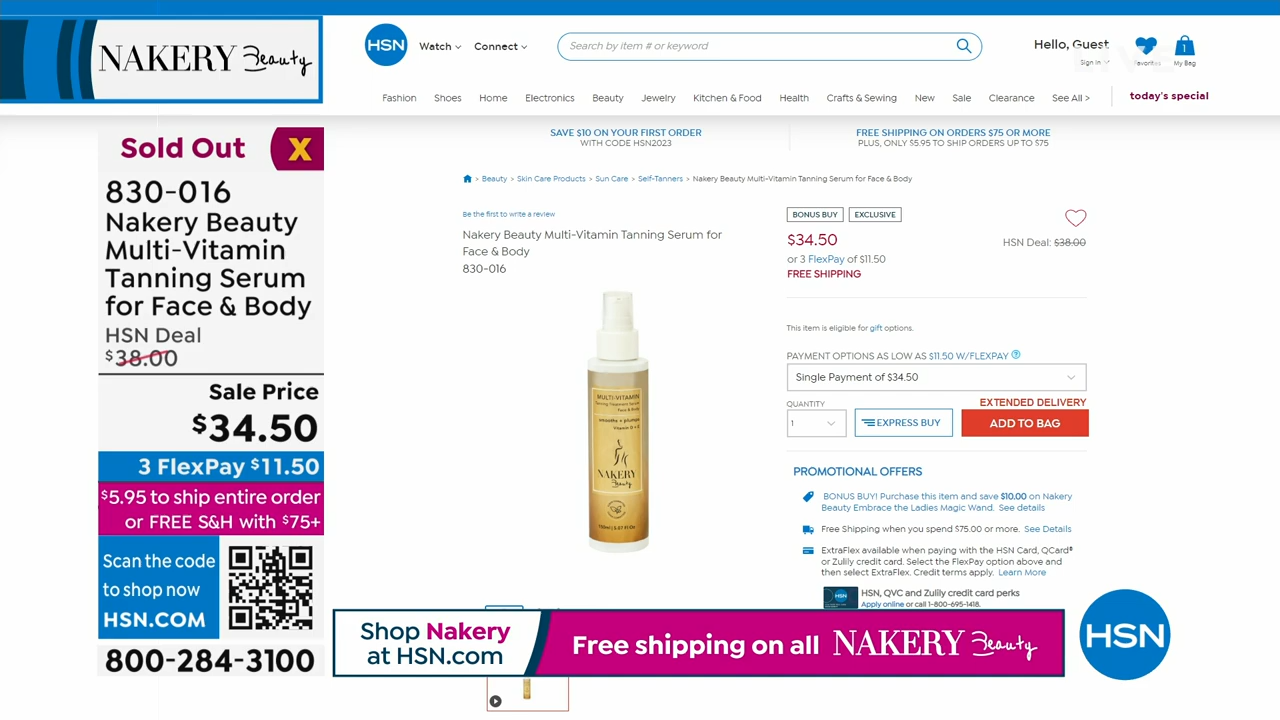 NAKERY Beauty
HSN
Watch
Connect
Search by item # or keyword
Hello, Guest
Sign In
Favorites
1
My Bag
Fashion
Shoes
Home
Electronics
Beauty
Jewelry
Kitchen & Food
Health
Crafts & Sewing
New
Sale
Clearance
See All >
today's special
SAVE $10 ON YOUR FIRST ORDER
WITH CODE HSN2023
FREE SHIPPING ON ORDERS $75 OR MORE
PLUS, ONLY $5.95 TO SHIP ORDERS UP TO $75
Sold Out X
830-016
Nakery Beauty
Multi-Vitamin
Tanning Serum
for Face & Body
HSN Deal
$38.00
Sale Price
$34.50
3 FlexPay $11.50
$5.95 to ship entire order
or FREE S&H with $75+
Scan the code
to shop now
HSN.COM
800-284-3100
> Beauty > Skin Care Products > Sun Care > Self-Tanners > Nakery Beauty Multi-Vitamin Tanning Serum for Face & Body
Be the first to write a review
Nakery Beauty Multi-Vitamin Tanning Serum for
Face & Body
830-016
MULTI-VITAMIN
Tanning Treatment Serum
Face & Body
smooths + plumps
NAKERY
Beauty
BONUS BUY
EXCLUSIVE
$34.50
HSN Deal: $38.00
or 3 FlexPay of $11.50
FREE SHIPPING
This item is eligible for gift options.
PAYMENT OPTIONS AS LOW AS $11.50 W/FLEXPAY ?
Single Payment of $34.50
QUANTITY
EXTENDED DELIVERY
1
EXPRESS BUY
ADD TO BAG
PROMOTIONAL OFFERS
BONUS BUY! Purchase this item and save $10.00 on Nakery
Beauty Embrace the Ladies Magic Wand. See details
Free Shipping when you spend $75.00 or more. See Details
ExtraFlex available when paying with the HSN Card, QCard®
or Zulily credit card. Select the FlexPay option above and
then select ExtraFlex. Credit terms apply. Learn More
HSN, QVC and Zulily credit card perks
Apply online or call 1-800-695-1418.
Shop Nakery
at HSN.com
Free shipping on all NAKERY Beauty
HSN